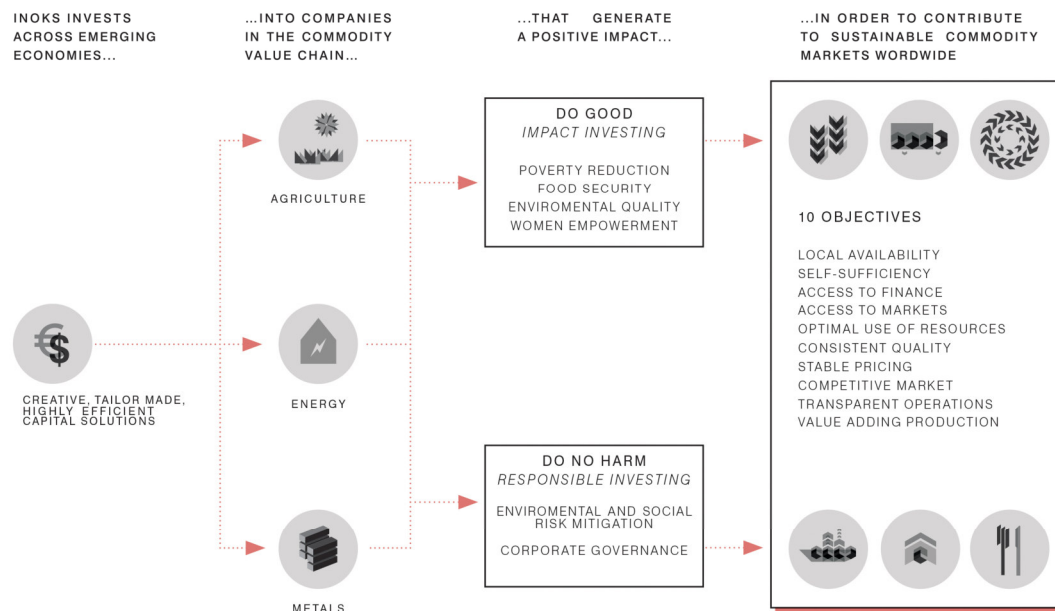 INOKS INVESTS
ACROSS EMERGING
ECONOMIES...
...INTO COMPANIES
IN THE COMMODITY
VALUE CHAIN...
...THAT GENERATE
A POSITIVE IMPACT...
...IN ORDER TO CONTRIBUTE
TO SUSTAINABLE COMMODITY
MARKETS WORLDWIDE
€$
CREATIVE, TAILOR MADE,
HIGHLY EFFICIENT
CAPITAL SOLUTIONS
AGRICULTURE
ENERGY
METALS
DO GOOD
IMPACT INVESTING
POVERTY REDUCTION
FOOD SECURITY
ENVIROMENTAL QUALITY
WOMEN EMPOWERMENT
DO NO HARM
RESPONSIBLE INVESTING
ENVIROMENTAL AND SOCIAL
RISK MITIGATION
CORPORATE GOVERNANCE
10 OBJECTIVES
LOCAL AVAILABILITY
SELF-SUFFICIENCY
ACCESS TO FINANCE
ACCESS TO MARKETS
OPTIMAL USE OF RESOURCES
CONSISTENT QUALITY
STABLE PRICING
COMPETITIVE MARKET
TRANSPARENT OPERATIONS
VALUE ADDING PRODUCTION